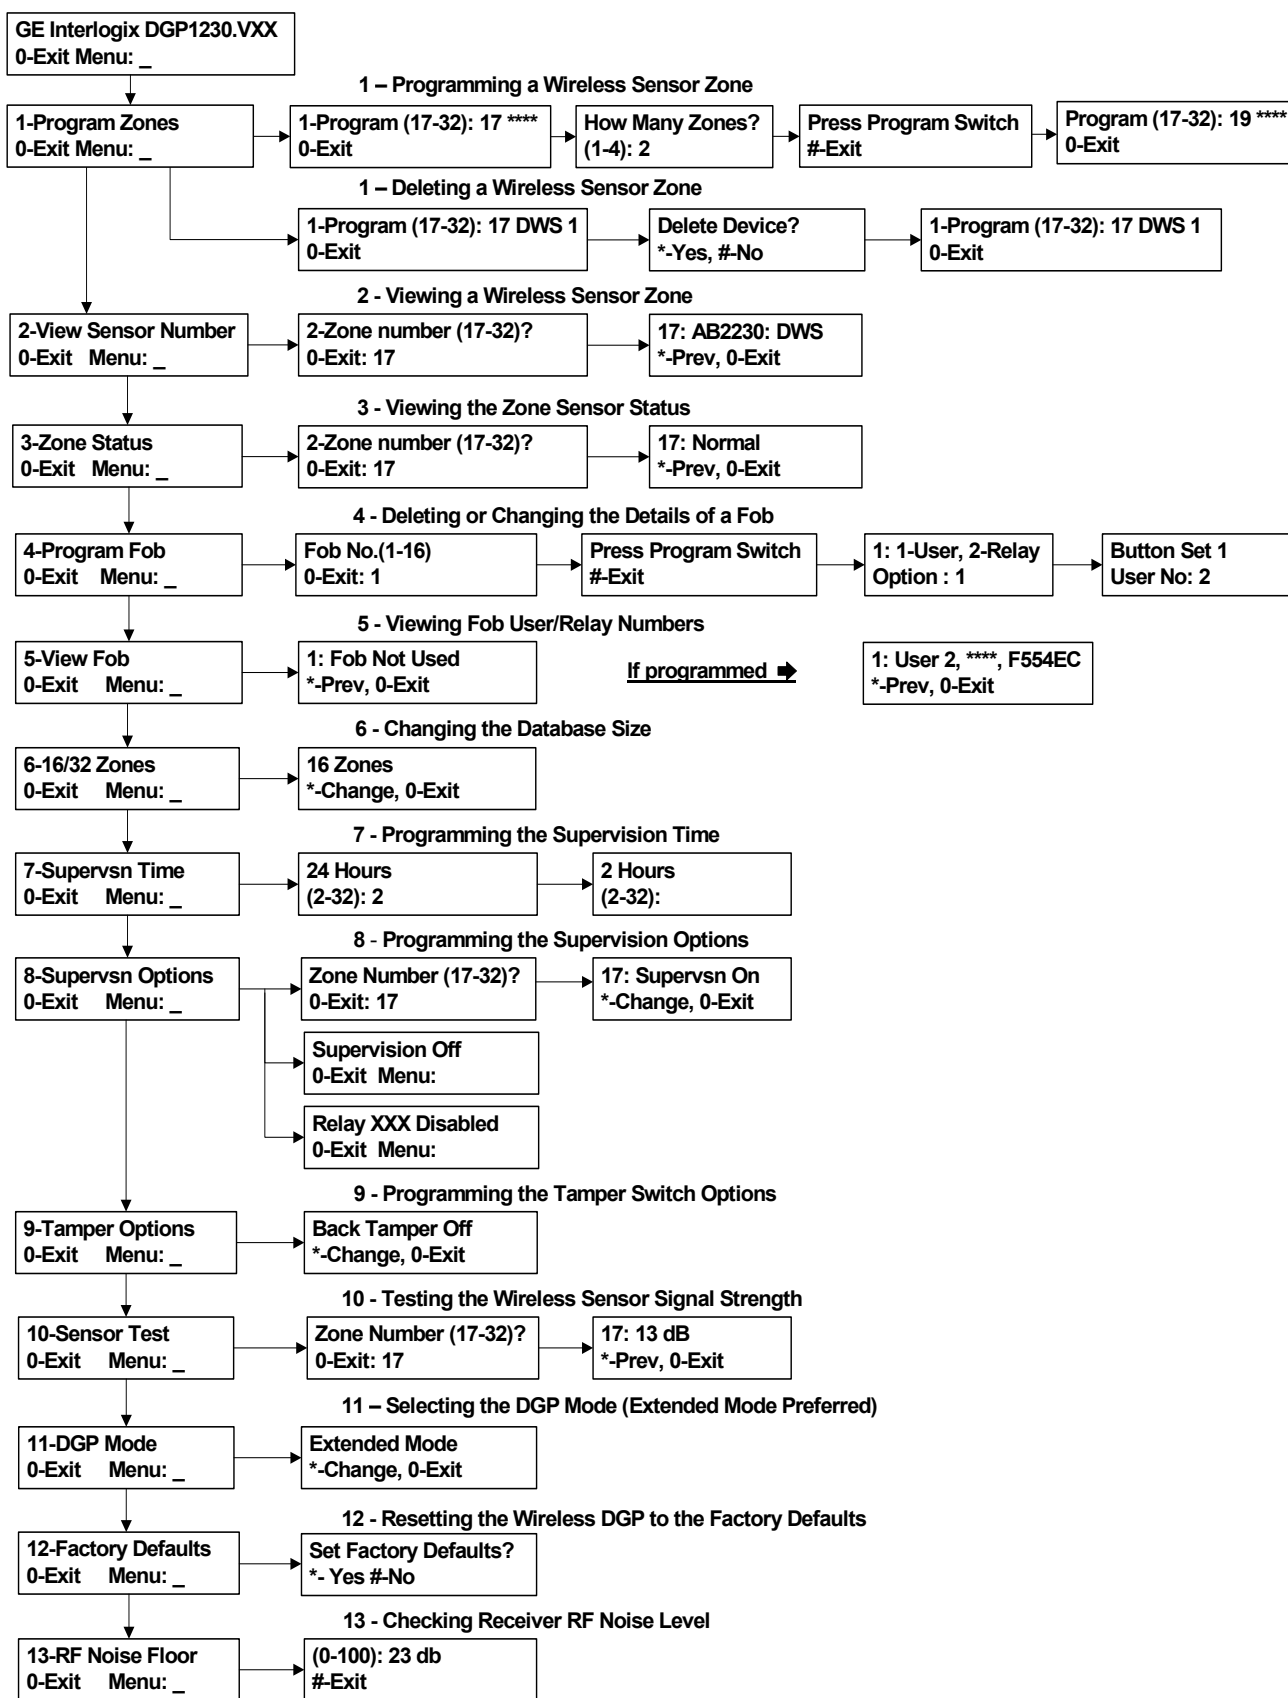 GE Interlogix DGP1230.VXX
0-Exit Menu: _
1 – Programming a Wireless Sensor Zone
1-Program Zones
0-Exit Menu: _
1-Program (17-32): 17 ****
0-Exit
How Many Zones?
(1-4): 2
Press Program Switch
#-Exit
Program (17-32): 19 ****
0-Exit
1 – Deleting a Wireless Sensor Zone
1-Program (17-32): 17 DWS 1
0-Exit
Delete Device?
*-Yes, #-No
1-Program (17-32): 17 DWS 1
0-Exit
2 - Viewing a Wireless Sensor Zone
2-View Sensor Number
0-Exit Menu: _
2-Zone number (17-32)?
0-Exit: 17
17: AB2230: DWS
*-Prev, 0-Exit
3 - Viewing the Zone Sensor Status
3-Zone Status
0-Exit Menu: _
2-Zone number (17-32)?
0-Exit: 17
17: Normal
*-Prev, 0-Exit
4 - Deleting or Changing the Details of a Fob
4-Program Fob
0-Exit Menu: _
Fob No.(1-16)
0-Exit: 1
Press Program Switch
#-Exit
1: 1-User, 2-Relay
Option : 1
Button Set 1
User No: 2
5 - Viewing Fob User/Relay Numbers
5-View Fob
0-Exit Menu: _
1: Fob Not Used
*-Prev, 0-Exit
If programmed ➡
1: User 2, ****, F554EC
*-Prev, 0-Exit
6 - Changing the Database Size
6-16/32 Zones
0-Exit Menu: _
16 Zones
*-Change, 0-Exit
7 - Programming the Supervision Time
7-Supervsn Time
0-Exit Menu: _
24 Hours
(2-32): 2
2 Hours
(2-32):
8 - Programming the Supervision Options
8-Supervsn Options
0-Exit Menu: _
Zone Number (17-32)?
0-Exit: 17
17: Supervsn On
*-Change, 0-Exit
Supervision Off
0-Exit Menu:
Relay XXX Disabled
0-Exit Menu:
9 - Programming the Tamper Switch Options
9-Tamper Options
0-Exit Menu: _
Back Tamper Off
*-Change, 0-Exit
10 - Testing the Wireless Sensor Signal Strength
10-Sensor Test
0-Exit Menu: _
Zone Number (17-32)?
0-Exit: 17
17: 13 dB
*-Prev, 0-Exit
11 – Selecting the DGP Mode (Extended Mode Preferred)
11-DGP Mode
0-Exit Menu: _
Extended Mode
*-Change, 0-Exit
12 - Resetting the Wireless DGP to the Factory Defaults
12-Factory Defaults
0-Exit Menu: _
Set Factory Defaults?
*- Yes #-No
13 - Checking Receiver RF Noise Level
13-RF Noise Floor
0-Exit Menu: _
(0-100): 23 db
#-Exit